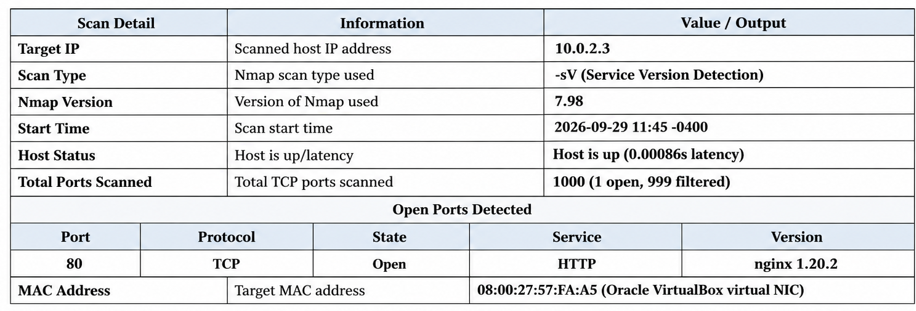 Scan Detail Information Value / Output
Target IP Scanned host IP address 10.0.2.3
Scan Type Nmap scan type used -sV (Service Version Detection)
Nmap Version Version of Nmap used 7.98
Start Time Scan start time 2026-09-29 11:45 -0400
Host Status Host is up/latency Host is up (0.00086s latency)
Total Ports Scanned Total TCP ports scanned 1000 (1 open, 999 filtered)
Open Ports Detected
Port Protocol State Service Version
80 TCP Open HTTP nginx 1.20.2
MAC Address Target MAC address 08:00:27:57:FA:A5 (Oracle VirtualBox virtual NIC)